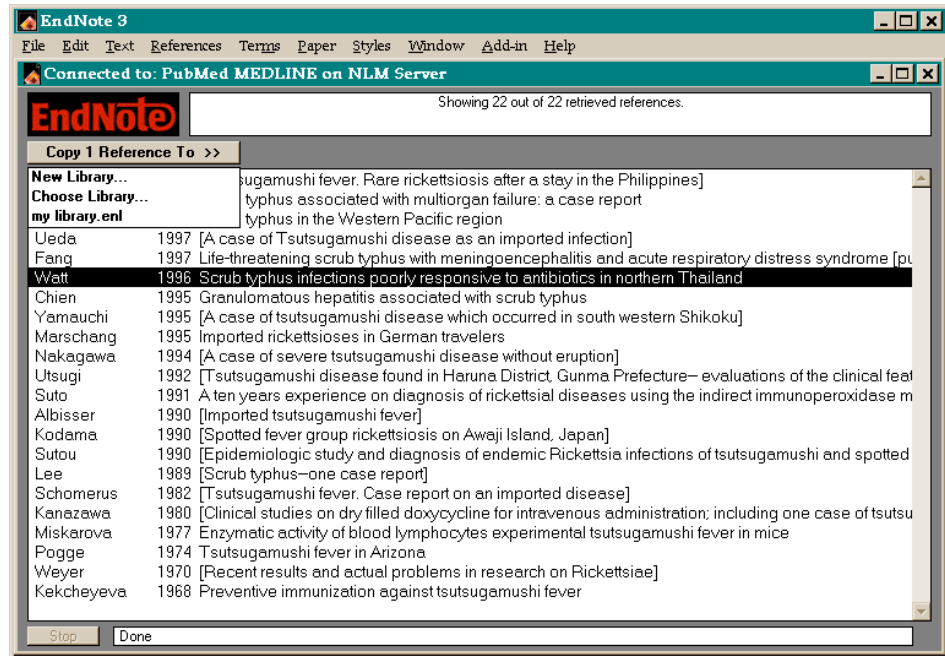 EndNote 3
File Edit Text References Terms Paper Styles Window Add-in Help
Connected to: PubMed MEDLINE on NLM Server
EndNote
Showing 22 out of 22 retrieved references.
Copy 1 Reference To >>
New Library...
Choose Library...
my library.enl
sugamushi fever. Rare rickettsiosis after a stay in the Philippines]
typhus associated with multiorgan failure: a case report
typhus in the Western Pacific region
Ueda 1997 [A case of Tsutsugamushi disease as an imported infection]
Fang 1997 Life-threatening scrub typhus with meningoencephalitis and acute respiratory distress syndrome [pu
Watt 1996 Scrub typhus infections poorly responsive to antibiotics in northern Thailand
Chien 1995 Granulomatous hepatitis associated with scrub typhus
Yamauchi 1995 [A case of tsutsugamushi disease which occurred in south western Shikoku]
Marschang 1995 Imported rickettsioses in German travelers
Nakagawa 1994 [A case of severe tsutsugamushi disease without eruption]
Utsugi 1992 [Tsutsugamushi disease found in Haruna District, Gunma Prefecture—evaluations of the clinical feat
Suto 1991 A ten years experience on diagnosis of rickettsial diseases using the indirect immunoperoxidase m
Albisser 1990 [Imported tsutsugamushi fever]
Kodama 1990 [Spotted fever group rickettsiosis on Awaji Island, Japan]
Sutou 1990 [Epidemiologic study and diagnosis of endemic Rickettsia infections of tsutsugamushi and spotted
Lee 1989 [Scrub typhus—one case report]
Schomerus 1982 [Tsutsugamushi fever. Case report on an imported disease]
Kanazawa 1980 [Clinical studies on dry filled doxycycline for intravenous administration; including one case of tsutsu
Miskarova 1977 Enzymatic activity of blood lymphocytes experimental tsutsugamushi fever in mice
Pogge 1974 Tsutsugamushi fever in Arizona
Weyer 1970 [Recent results and actual problems in research on Rickettsiae]
Kekcheyeva 1968 Preventive immunization against tsutsugamushi fever
Stop Done